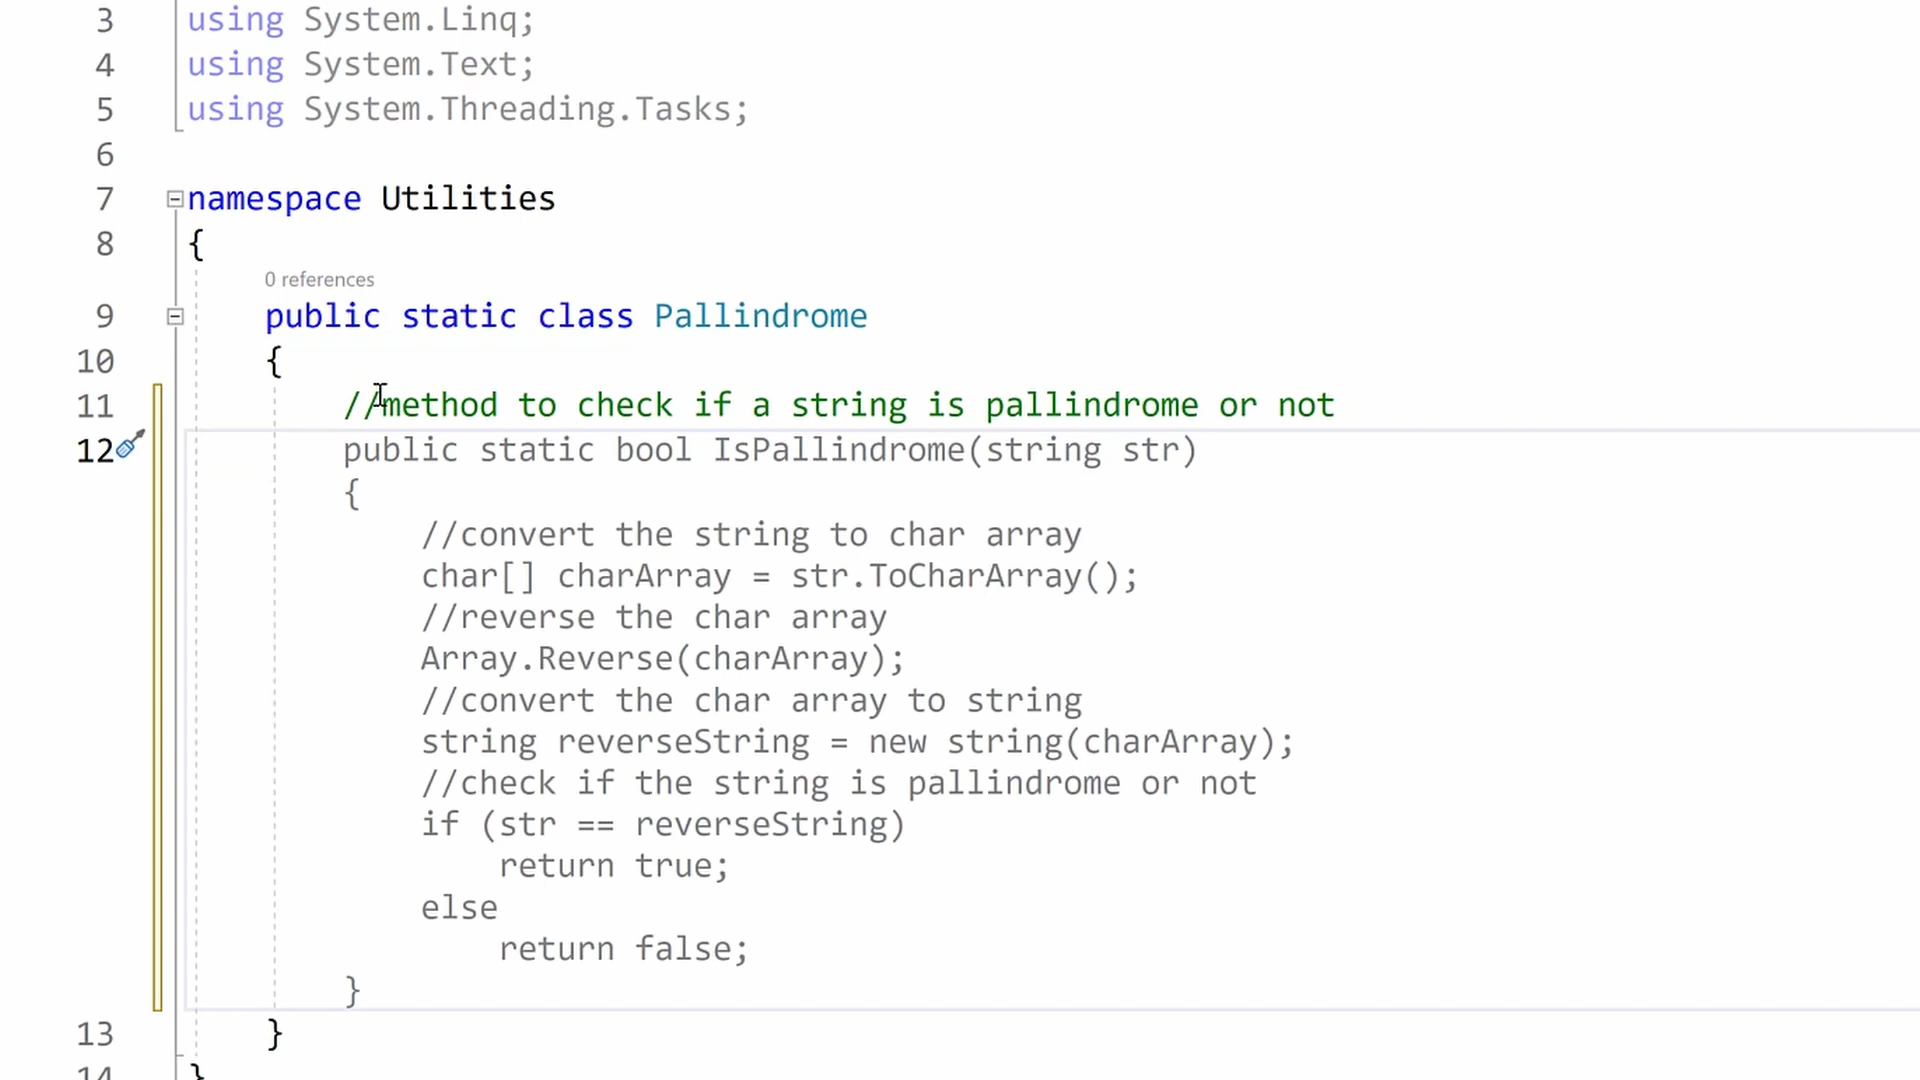 3 using System.Linq;
4 using System.Text;
5 using System.Threading.Tasks;
6
7 namespace Utilities
8 {
0 references
9 public static class Pallindrome
10 {
11 //method to check if a string is pallindrome or not
12 public static bool IsPallindrome(string str)
{
//convert the string to char array
char[] charArray = str.ToCharArray();
//reverse the char array
Array.Reverse(charArray);
//convert the char array to string
string reverseString = new string(charArray);
//check if the string is pallindrome or not
if (str == reverseString)
return true;
else
return false;
}
13 }
14 }